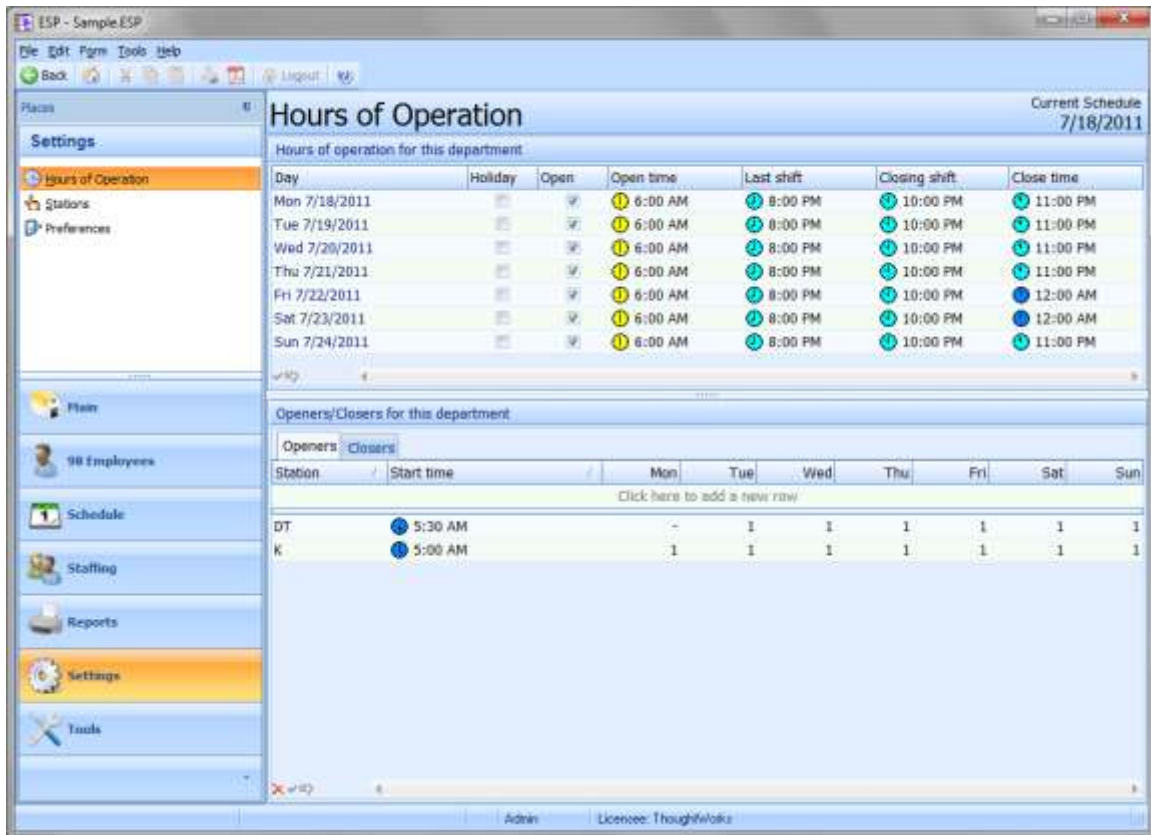 ESP - Sample.ESP
File Edit Form Tools Help
Back Logout
Places
Settings
Hours of Operation
Stations
Preferences
Main
98 Employees
Schedule
Staffing
Reports
Settings
Tools
Hours of Operation
Current Schedule
7/18/2011
Hours of operation for this department
Day Holiday Open Open time Last shift Closing shift Close time
Mon 7/18/2011 6:00 AM 8:00 PM 10:00 PM 11:00 PM
Tue 7/19/2011 6:00 AM 8:00 PM 10:00 PM 11:00 PM
Wed 7/20/2011 6:00 AM 8:00 PM 10:00 PM 11:00 PM
Thu 7/21/2011 6:00 AM 8:00 PM 10:00 PM 11:00 PM
Fri 7/22/2011 6:00 AM 8:00 PM 10:00 PM 12:00 AM
Sat 7/23/2011 6:00 AM 8:00 PM 10:00 PM 12:00 AM
Sun 7/24/2011 6:00 AM 8:00 PM 10:00 PM 11:00 PM
Openers/Closers for this department
Openers Closers
Station Start time Mon Tue Wed Thu Fri Sat Sun
Click here to add a new row
DT 5:30 AM - 1 1 1 1 1 1
K 5:00 AM 1 1 1 1 1 1 1
Admin Licencee: ThoughtWorks